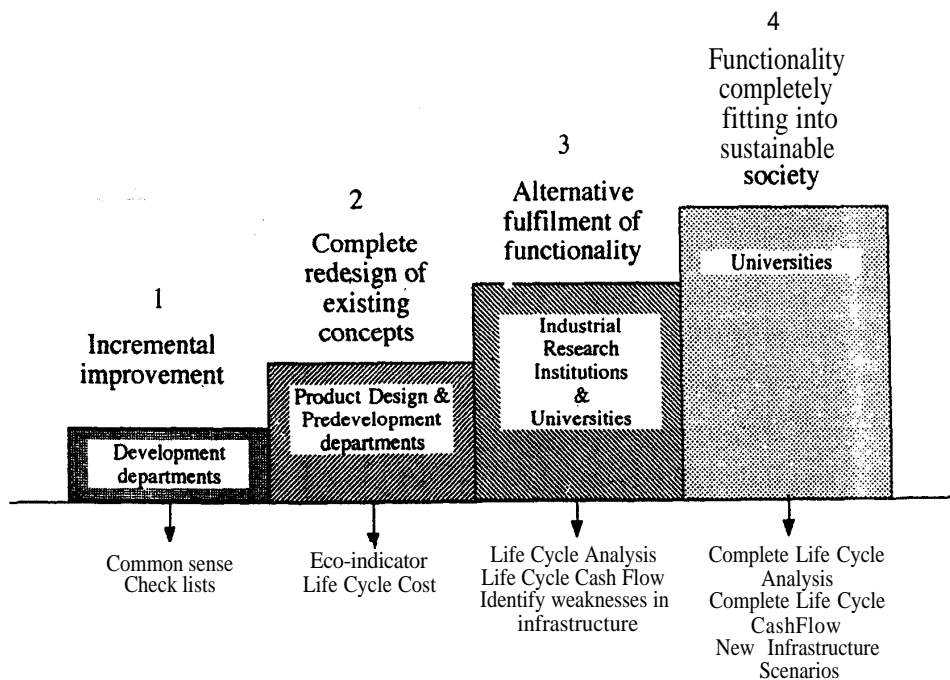 1
Incremental
improvement
Development
departments
Common sense
Check lists
2
Complete
redesign of
existing
concepts
Product Design &
Predevelopment
departments
Eco-indicator
Life Cycle Cost
3
Alternative
fulfilment of
functionality
Industrial
Research
Institutions
&
Universities
Life Cycle Analysis
Life Cycle Cash Flow
Identify weaknesses in
infrastructure
4
Functionality
completely
fitting into
sustainable
society
Universities
Complete Life Cycle
Analysis
Complete Life Cycle
CashFlow
New Infrastructure
Scenarios